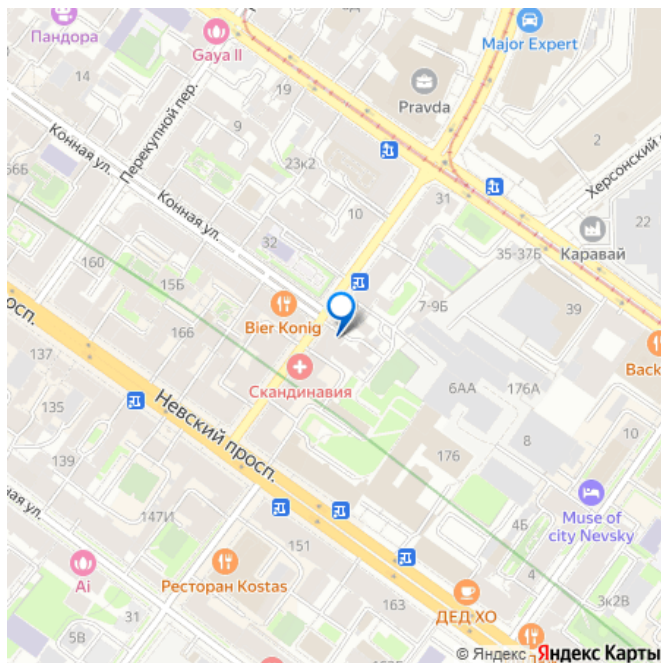 Пандора
Gaya II
Major Expert
14
19
Pravda
Перекупной пер.
9
2
Конная ул.
23к2
Херсонский
Конная ул.
10
31
22
32
Каравай
160
15Б
35-37Б
7-9Б
39
166
Bier Konig
просп.
137
Скандинавия
Back
6АА
176А
135
Невский просп.
10
8
139
176
ул.
Muse of
city Nevsky
147И
4Б
151
Ai
Ресторан Kostas
4
3к2В
163
ДЕД ХО
31
5В
© Яндекс Яндекс Карты